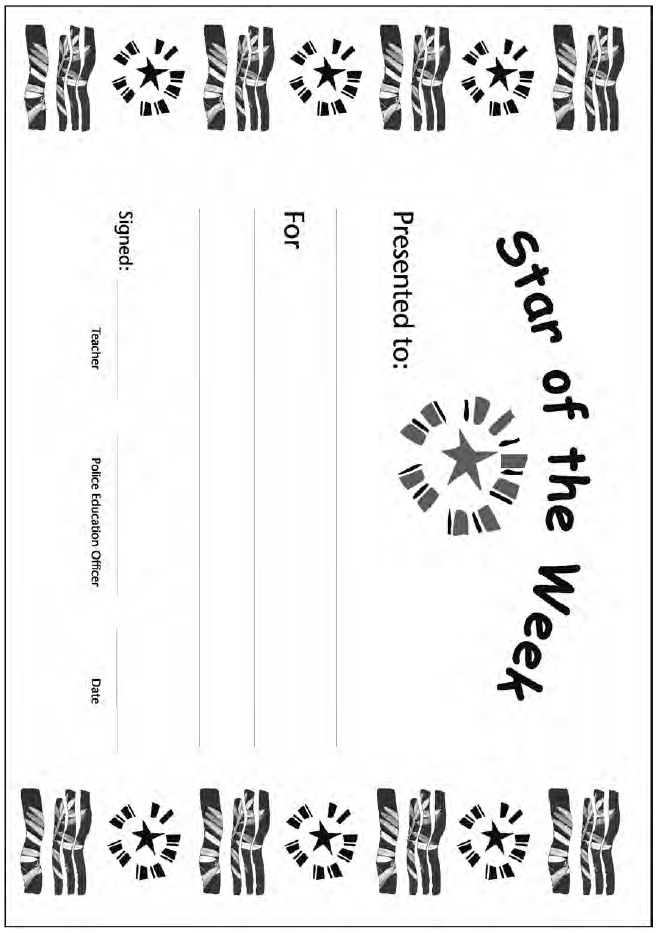 Star of the Week
Presented to:
For
Signed:
Teacher Police Education Officer Date